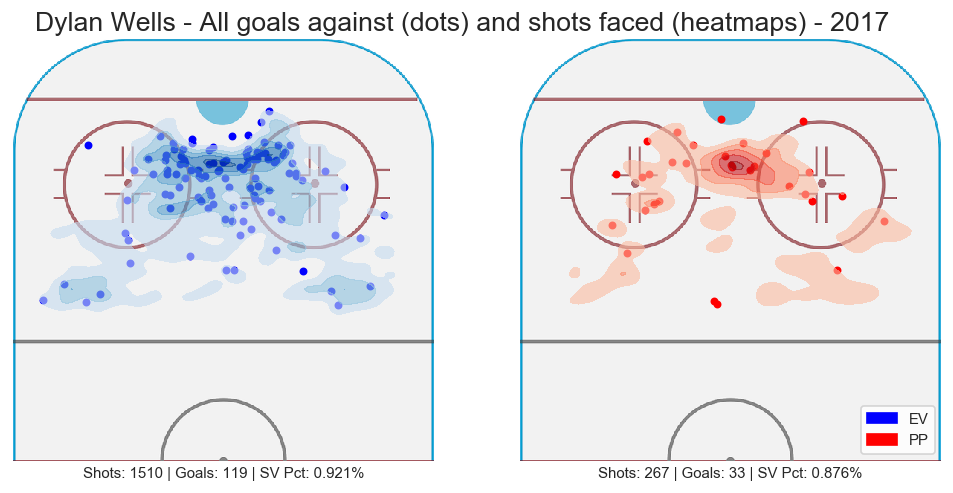 Dylan Wells - All goals against (dots) and shots faced (heatmaps) - 2017
EV
PP
Shots: 1510 | Goals: 119 | SV Pct: 0.921%
Shots: 267 | Goals: 33 | SV Pct: 0.876%